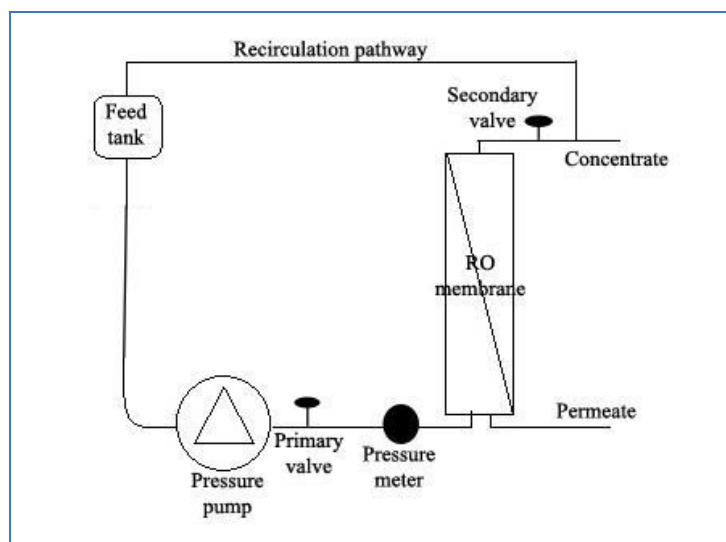 Recirculation pathway
Feed
tank
Secondary
valve
Concentrate
RO
membrane
Permeate
Primary
valve
Pressure
meter
Pressure
pump